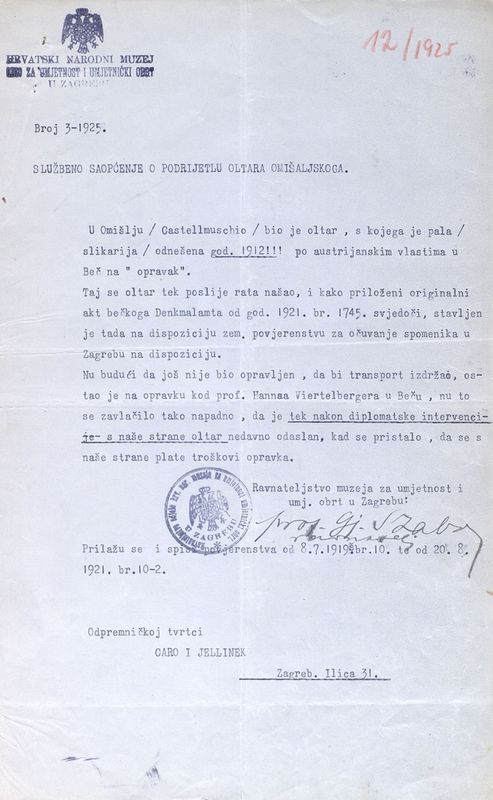 12/1925
HRVATSKI NARODNI MUZEJ
ODIO ZA UMJETNOST I UMJETNIČKI OBRT
U ZAGREBU
Broj 3-1925.
SLUŽBENO SAOPĆENJE O PODRIJETLU OLTARA OMIŠALJSKOGA.
U Omišlju / Castellmuschio / bio je oltar , s kojega je pala /
slikarija / odnešena god. 1912!!! po austrijanskim vlastima u
Beč na " opravak".
Taj se oltar tek poslije rata našao, i kako priloženi originalni
akt bečkoga Denkmalamta od god. 1921. br. 1745. svjedoči, stavljen
je tada na dispoziciju zem. povjerenstvu za očuvanje spomenika u
Zagrebu na dispoziciju.
Nu budući da još nije bio opravljen , da bi transport izdržao, os-
tao je na opravku kod prof. Hannaa Viertelbergera u Beču , nu to
se zavlačilo tako napadno , da je tek nakon diplomatske intervenci-
je- s naše strane oltar nedavno odaslan, kad se pristalo , da se s
naše strane plate troškovi opravka.
Ravnateljstvo muzeja za umjetnost i
umj. obrt u Zagrebu:
prof. Gj. Szabo
U ZAGREBU
Prilažu se i spisi povjerenstva od 8.7.1919. br.10. te od 20. 8.
1921. br.10-2.
Odpremničkoj tvrtci
CARO I JELLINEK
Zagreb. Ilica 31.